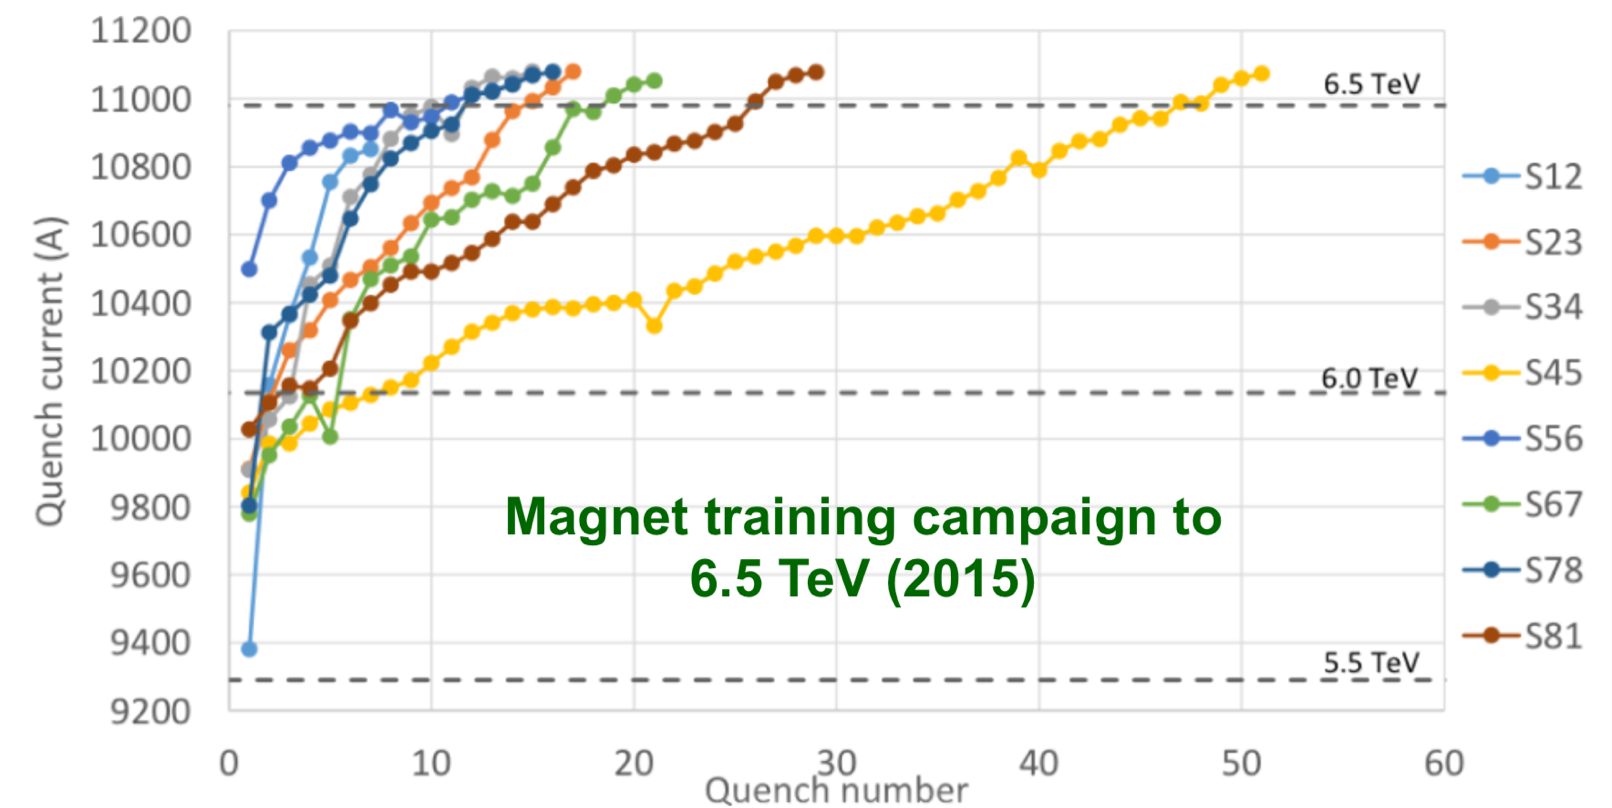 11200
11000
10800
10600
10400
10200
10000
9800
9600
9400
9200
Quench current (A)
6.5 TeV
6.0 TeV
5.5 TeV
Magnet training campaign to
6.5 TeV (2015)
0 10 20 30 40 50 60
Quench number
S12
S23
S34
S45
S56
S67
S78
S81